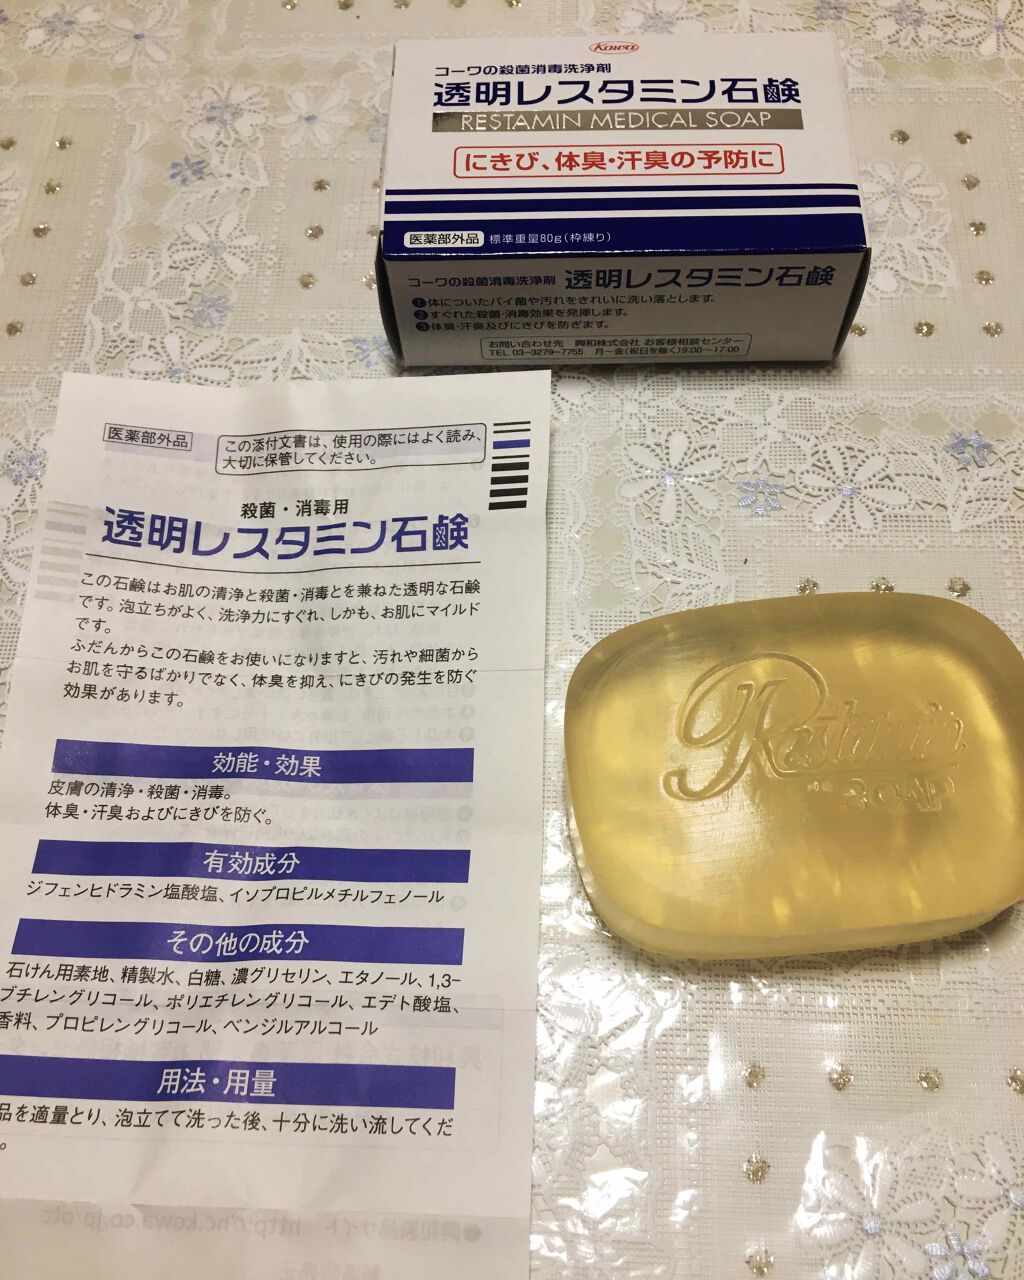 Kowa
コーワの殺菌消毒洗浄剤
透明レスタミン石鹸
RESTAMIN MEDICAL SOAP
にきび、体臭・汗臭の予防に
医薬部外品 標準重量80g(枠練り)
コーワの殺菌消毒洗浄剤 透明レスタミン石鹸
❶体についたバイ菌や汚れをきれいに洗い落とします。
❷すぐれた殺菌・消毒効果を発揮します。
❸体臭・汗臭及びにきびを防ぎます。
お問い合わせ先 興和株式会社 お客様相談センター
TEL 03-3279-7755 月〜金(祝日を除く)9:00〜17:00
医薬部外品
この添付文書は、使用の際にはよく読み、
大切に保管してください。
殺菌・消毒用
透明レスタミン石鹸
この石鹸はお肌の清浄と殺菌・消毒とを兼ねた透明な石鹸
です。泡立ちがよく、洗浄力にすぐれ、しかも、お肌にマイルド
です。
ふだんからこの石鹸をお使いになりますと、汚れや細菌から
お肌を守るばかりでなく、体臭を抑え、にきびの発生を防ぐ
効果があります。
効能・効果
皮膚の清浄・殺菌・消毒。
体臭・汗臭およびにきびを防ぐ。
有効成分
ジフェンヒドラミン塩酸塩、イソプロピルメチルフェノール
その他の成分
石けん用素地、精製水、白糖、濃グリセリン、エタノール、1,3-
ブチレングリコール、ポリエチレングリコール、エデト酸塩、
香料、プロピレングリコール、ベンジルアルコール
用法・用量
品を適量とり、泡立てて洗った後、十分に洗い流してくだ
。
Restamin
SOAP